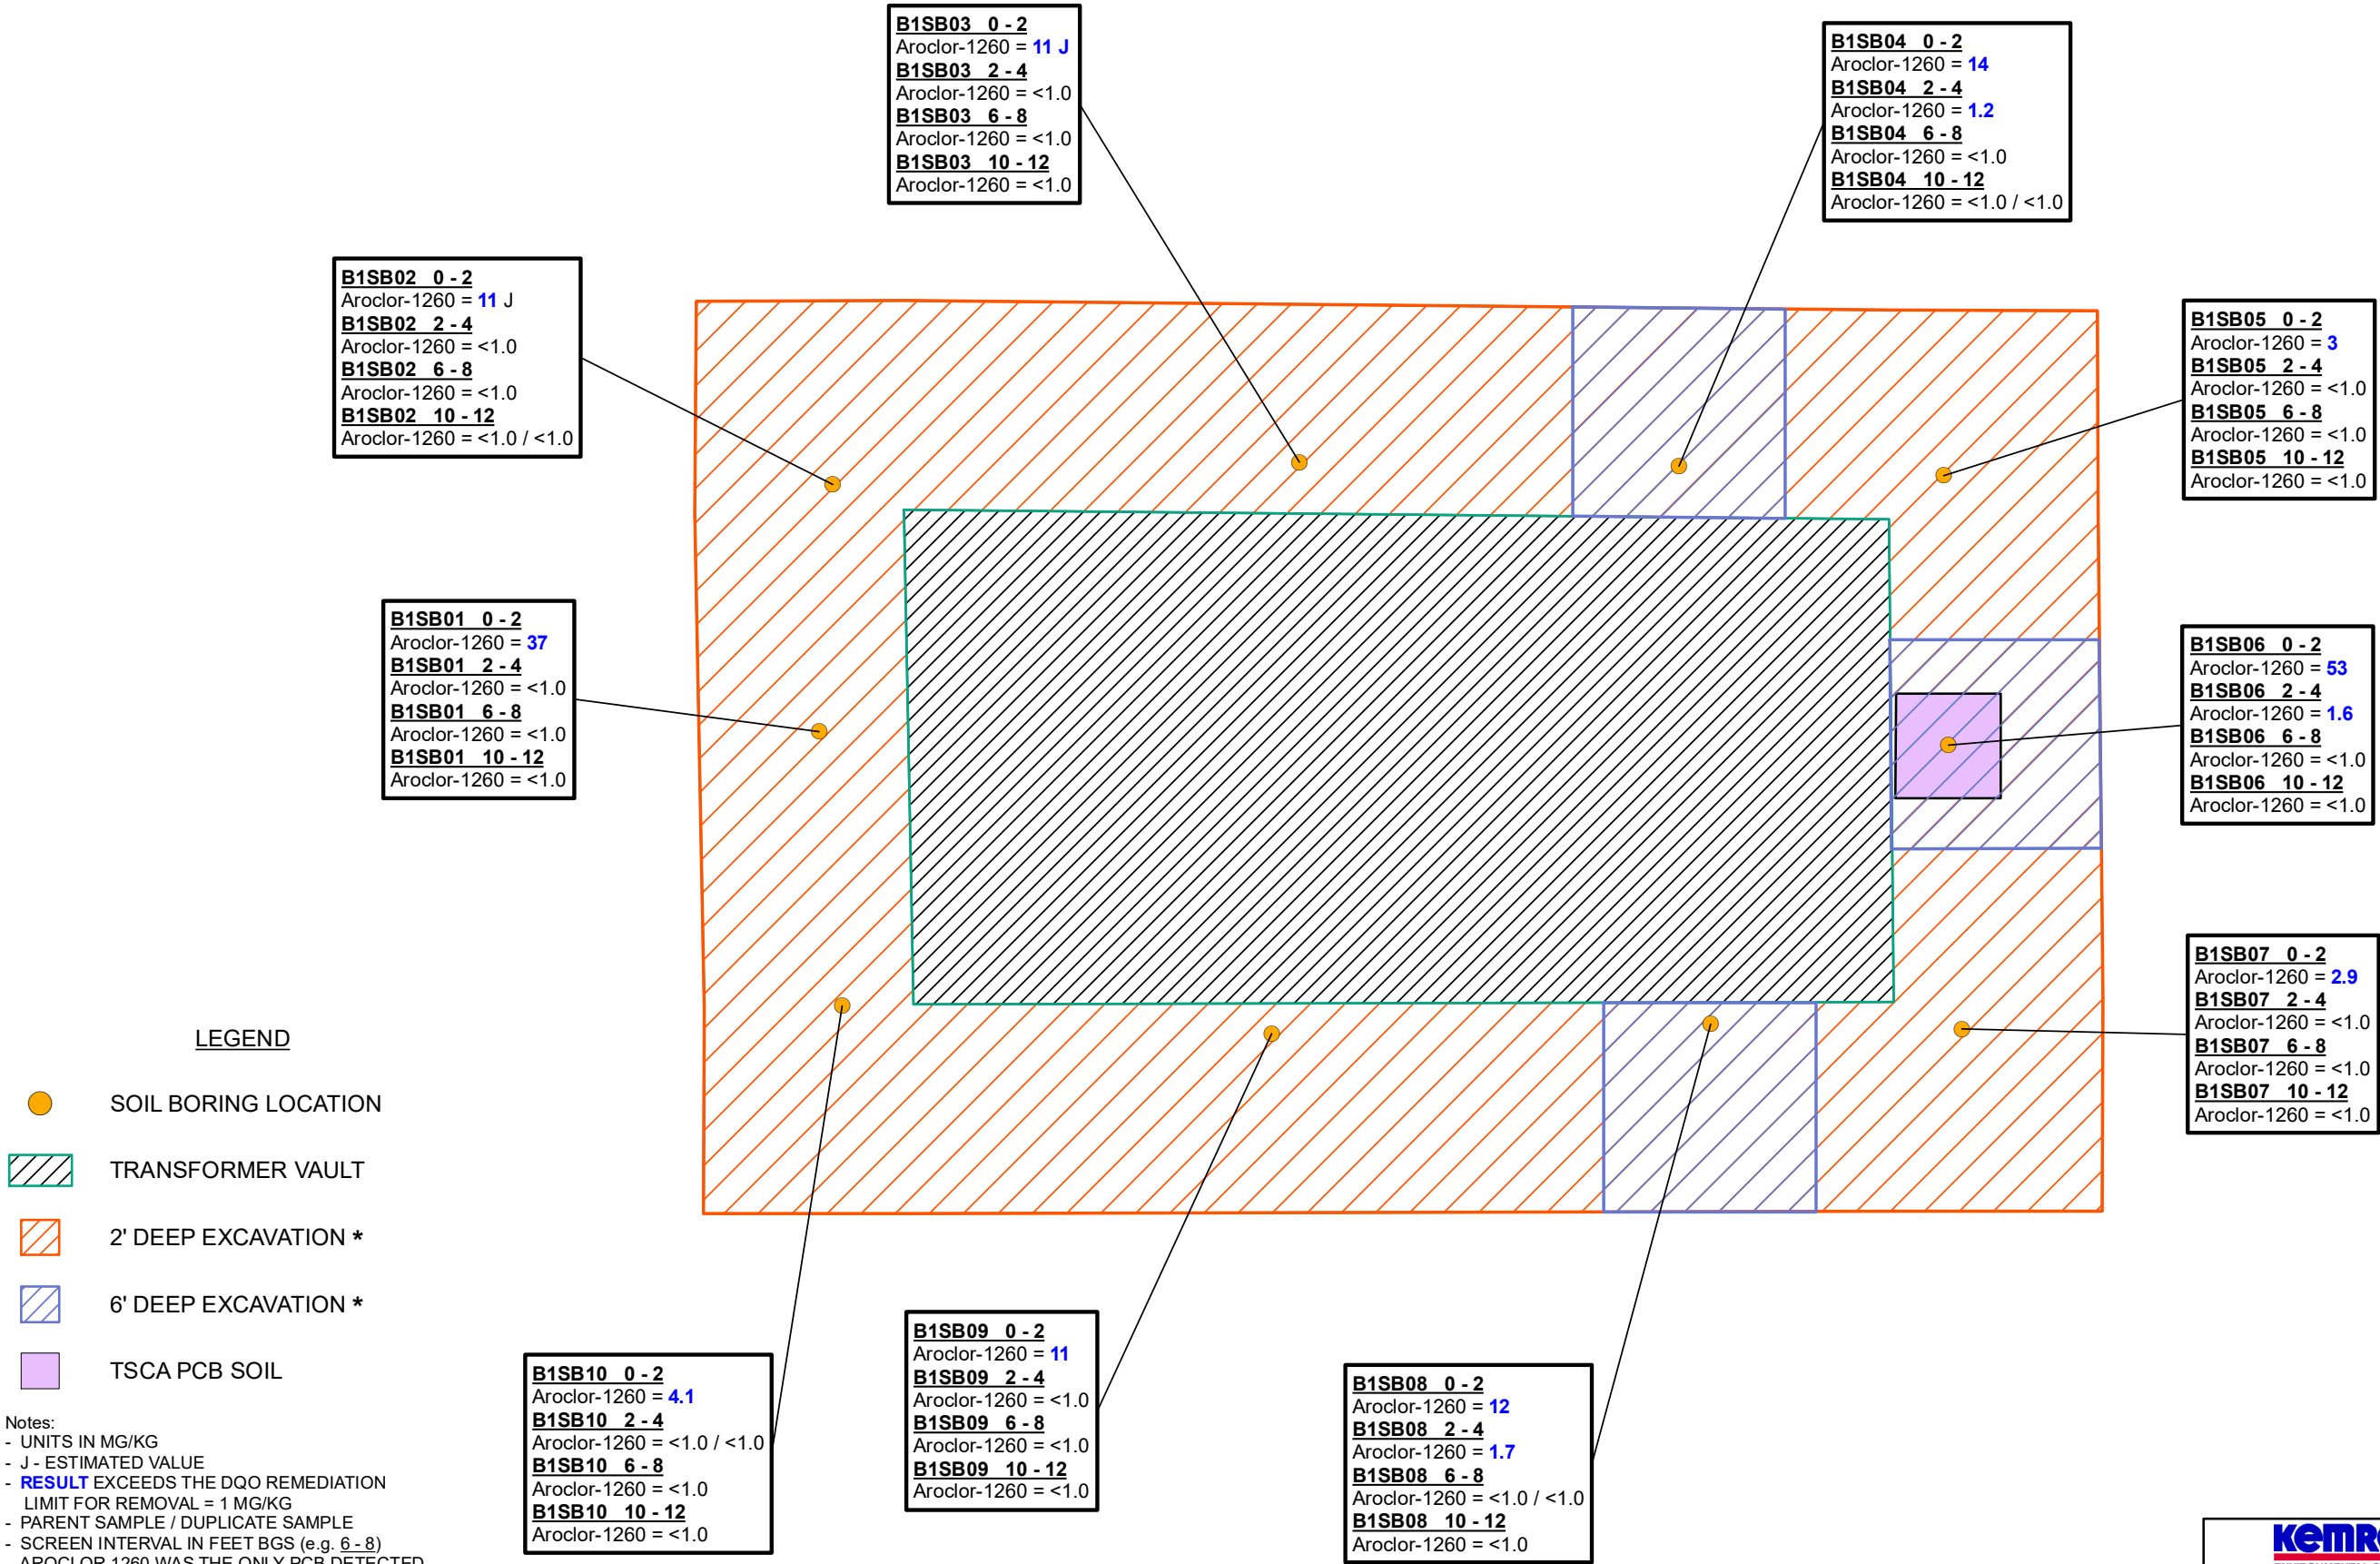 B1SB03 0 - 2
Aroclor-1260 = 11 J
B1SB03 2 - 4
Aroclor-1260 = <1.0
B1SB03 6 - 8
Aroclor-1260 = <1.0
B1SB03 10 - 12
Aroclor-1260 = <1.0
B1SB04 0 - 2
Aroclor-1260 = 14
B1SB04 2 - 4
Aroclor-1260 = 1.2
B1SB04 6 - 8
Aroclor-1260 = <1.0
B1SB04 10 - 12
Aroclor-1260 = <1.0 / <1.0
B1SB02 0 - 2
Aroclor-1260 = 11 J
B1SB02 2 - 4
Aroclor-1260 = <1.0
B1SB02 6 - 8
Aroclor-1260 = <1.0
B1SB02 10 - 12
Aroclor-1260 = <1.0 / <1.0
B1SB05 0 - 2
Aroclor-1260 = 3
B1SB05 2 - 4
Aroclor-1260 = <1.0
B1SB05 6 - 8
Aroclor-1260 = <1.0
B1SB05 10 - 12
Aroclor-1260 = <1.0
B1SB01 0 - 2
Aroclor-1260 = 37
B1SB01 2 - 4
Aroclor-1260 = <1.0
B1SB01 6 - 8
Aroclor-1260 = <1.0
B1SB01 10 - 12
Aroclor-1260 = <1.0
B1SB06 0 - 2
Aroclor-1260 = 53
B1SB06 2 - 4
Aroclor-1260 = 1.6
B1SB06 6 - 8
Aroclor-1260 = <1.0
B1SB06 10 - 12
Aroclor-1260 = <1.0
B1SB07 0 - 2
Aroclor-1260 = 2.9
B1SB07 2 - 4
Aroclor-1260 = <1.0
B1SB07 6 - 8
Aroclor-1260 = <1.0
B1SB07 10 - 12
Aroclor-1260 = <1.0
LEGEND
SOIL BORING LOCATION
TRANSFORMER VAULT
2' DEEP EXCAVATION *
6' DEEP EXCAVATION *
TSCA PCB SOIL
Notes:
- UNITS IN MG/KG
- J - ESTIMATED VALUE
- RESULT EXCEEDS THE DQO REMEDIATION
LIMIT FOR REMOVAL = 1 MG/KG
- PARENT SAMPLE / DUPLICATE SAMPLE
- SCREEN INTERVAL IN FEET BGS (e.g. 6 - 8)
AROCLOR 1260 WAS THE ONLY PCB DETECTED
B1SB10 0 - 2
Aroclor-1260 = 4.1
B1SB10 2 - 4
Aroclor-1260 = <1.0 / <1.0
B1SB10 6 - 8
Aroclor-1260 = <1.0
B1SB10 10 - 12
Aroclor-1260 = <1.0
B1SB09 0 - 2
Aroclor-1260 = 11
B1SB09 2 - 4
Aroclor-1260 = <1.0
B1SB09 6 - 8
Aroclor-1260 = <1.0
B1SB09 10 - 12
Aroclor-1260 = <1.0
B1SB08 0 - 2
Aroclor-1260 = 12
B1SB08 2 - 4
Aroclor-1260 = 1.7
B1SB08 6 - 8
Aroclor-1260 = <1.0 / <1.0
B1SB08 10 - 12
Aroclor-1260 = <1.0